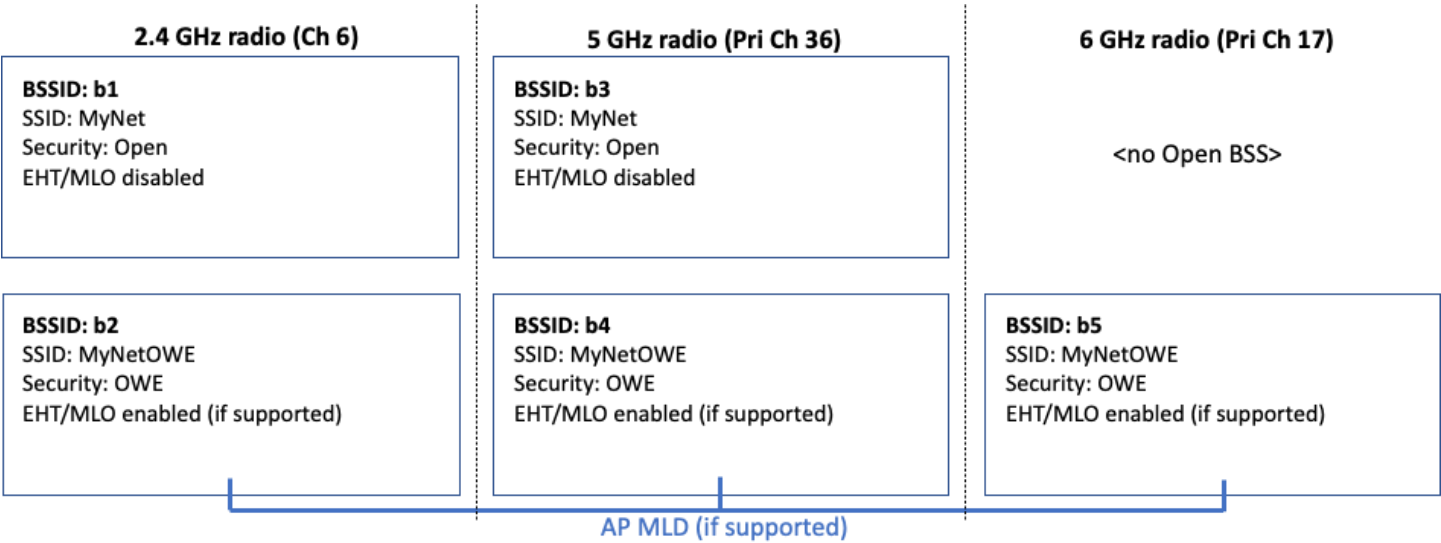 2.4 GHz radio (Ch 6)
5 GHz radio (Pri Ch 36)
6 GHz radio (Pri Ch 17)
BSSID: b1
SSID: MyNet
Security: Open
EHT/MLO disabled
BSSID: b3
SSID: MyNet
Security: Open
EHT/MLO disabled
<no Open BSS>
BSSID: b2
SSID: MyNetOWE
Security: OWE
EHT/MLO enabled (if supported)
BSSID: b4
SSID: MyNetOWE
Security: OWE
EHT/MLO enabled (if supported)
BSSID: b5
SSID: MyNetOWE
Security: OWE
EHT/MLO enabled (if supported)
AP MLD (if supported)